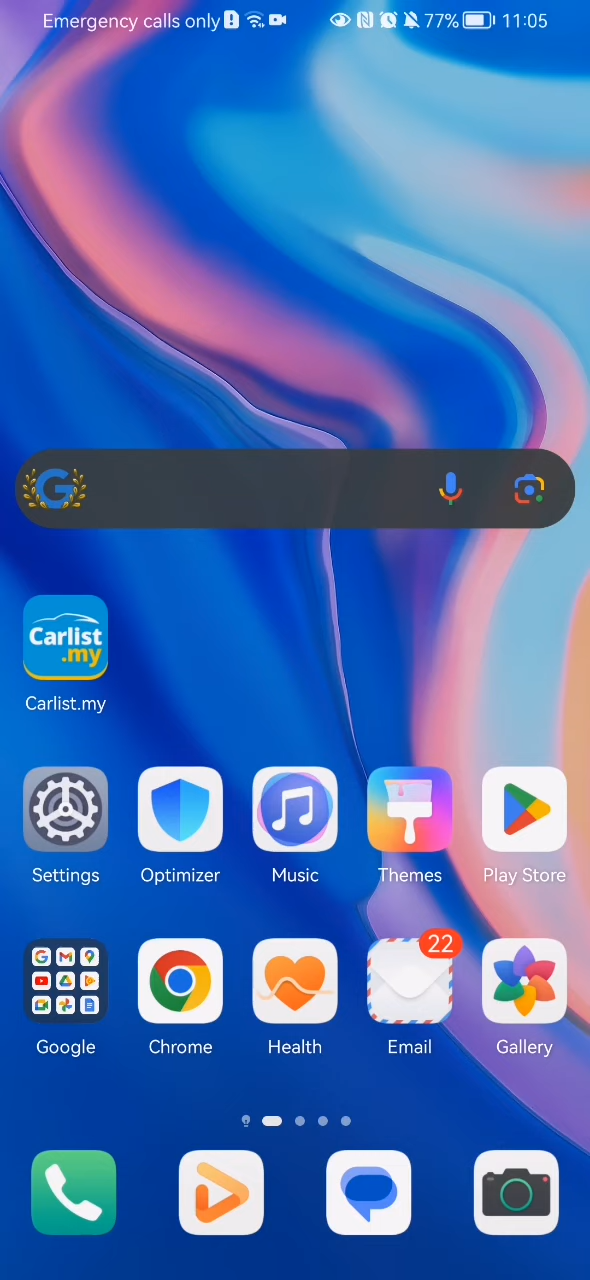 Emergency calls only 77% 11:05
G
Carlist
.my
Carlist.my
Settings Optimizer Music Themes Play Store
22
Google Chrome Health Email Gallery